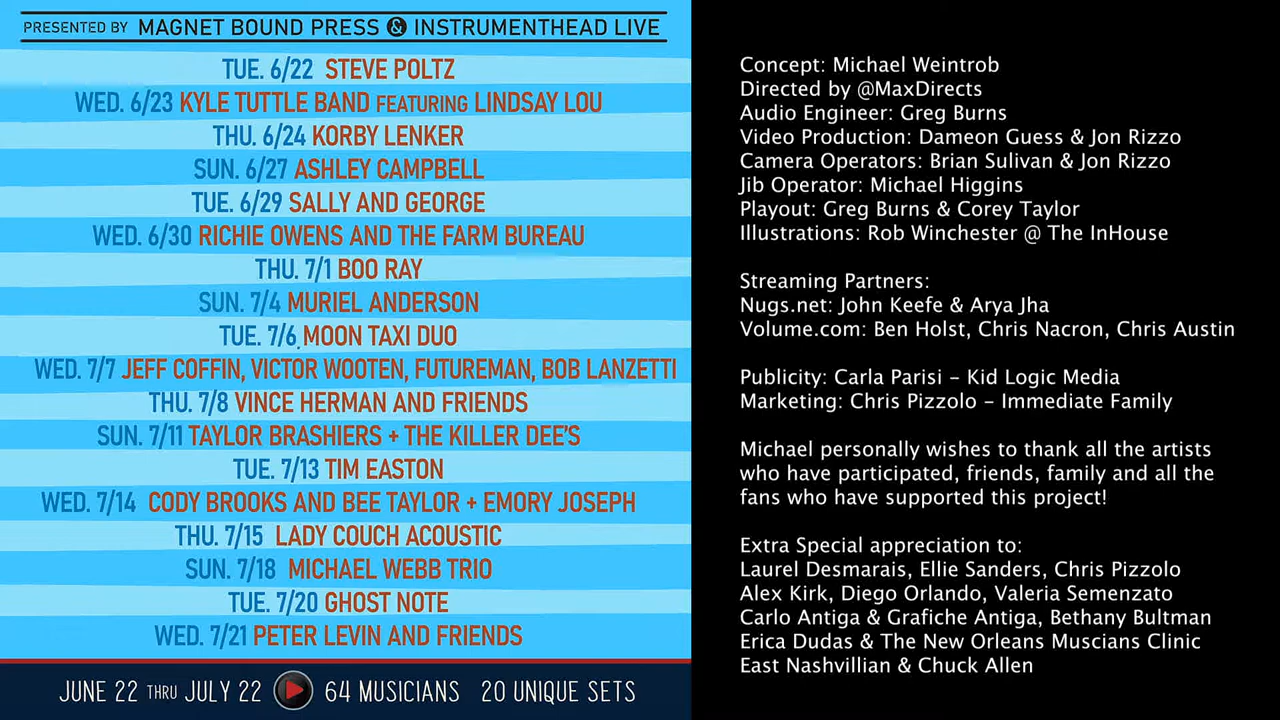 PRESENTED BY MAGNET BOUND PRESS & INSTRUMENTHEAD LIVE
TUE. 6/22 STEVE POLTZ
WED. 6/23 KYLE TUTTLE BAND FEATURING LINDSAY LOU
THU. 6/24 KORBY LENKER
SUN. 6/27 ASHLEY CAMPBELL
TUE. 6/29 SALLY AND GEORGE
WED. 6/30 RICHIE OWENS AND THE FARM BUREAU
THU. 7/1 BOO RAY
SUN. 7/4 MURIEL ANDERSON
TUE. 7/6 MOON TAXI DUO
WED. 7/7 JEFF COFFIN, VICTOR WOOTEN, FUTUREMAN, BOB LANZETTI
THU. 7/8 VINCE HERMAN AND FRIENDS
SUN. 7/11 TAYLOR BRASHIERS + THE KILLER DEE'S
TUE. 7/13 TIM EASTON
WED. 7/14 CODY BROOKS AND BEE TAYLOR + EMORY JOSEPH
THU. 7/15 LADY COUCH ACOUSTIC
SUN. 7/18 MICHAEL WEBB TRIO
TUE. 7/20 GHOST NOTE
WED. 7/21 PETER LEVIN AND FRIENDS
JUNE 22 THRU JULY 22 64 MUSICIANS 20 UNIQUE SETS
Concept: Michael Weintrob
Directed by @MaxDirects
Audio Engineer: Greg Burns
Video Production: Dameon Guess & Jon Rizzo
Camera Operators: Brian Sulivan & Jon Rizzo
Jib Operator: Michael Higgins
Playout: Greg Burns & Corey Taylor
Illustrations: Rob Winchester @ The InHouse
Streaming Partners:
Nugs.net: John Keefe & Arya Jha
Volume.com: Ben Holst, Chris Nacron, Chris Austin
Publicity: Carla Parisi – Kid Logic Media
Marketing: Chris Pizzolo – Immediate Family
Michael personally wishes to thank all the artists
who have participated, friends, family and all the
fans who have supported this project!
Extra Special appreciation to:
Laurel Desmarais, Ellie Sanders, Chris Pizzolo
Alex Kirk, Diego Orlando, Valeria Semenzato
Carlo Antiga & Grafiche Antiga, Bethany Bultman
Erica Dudas & The New Orleans Muscians Clinic
East Nashvillian & Chuck Allen